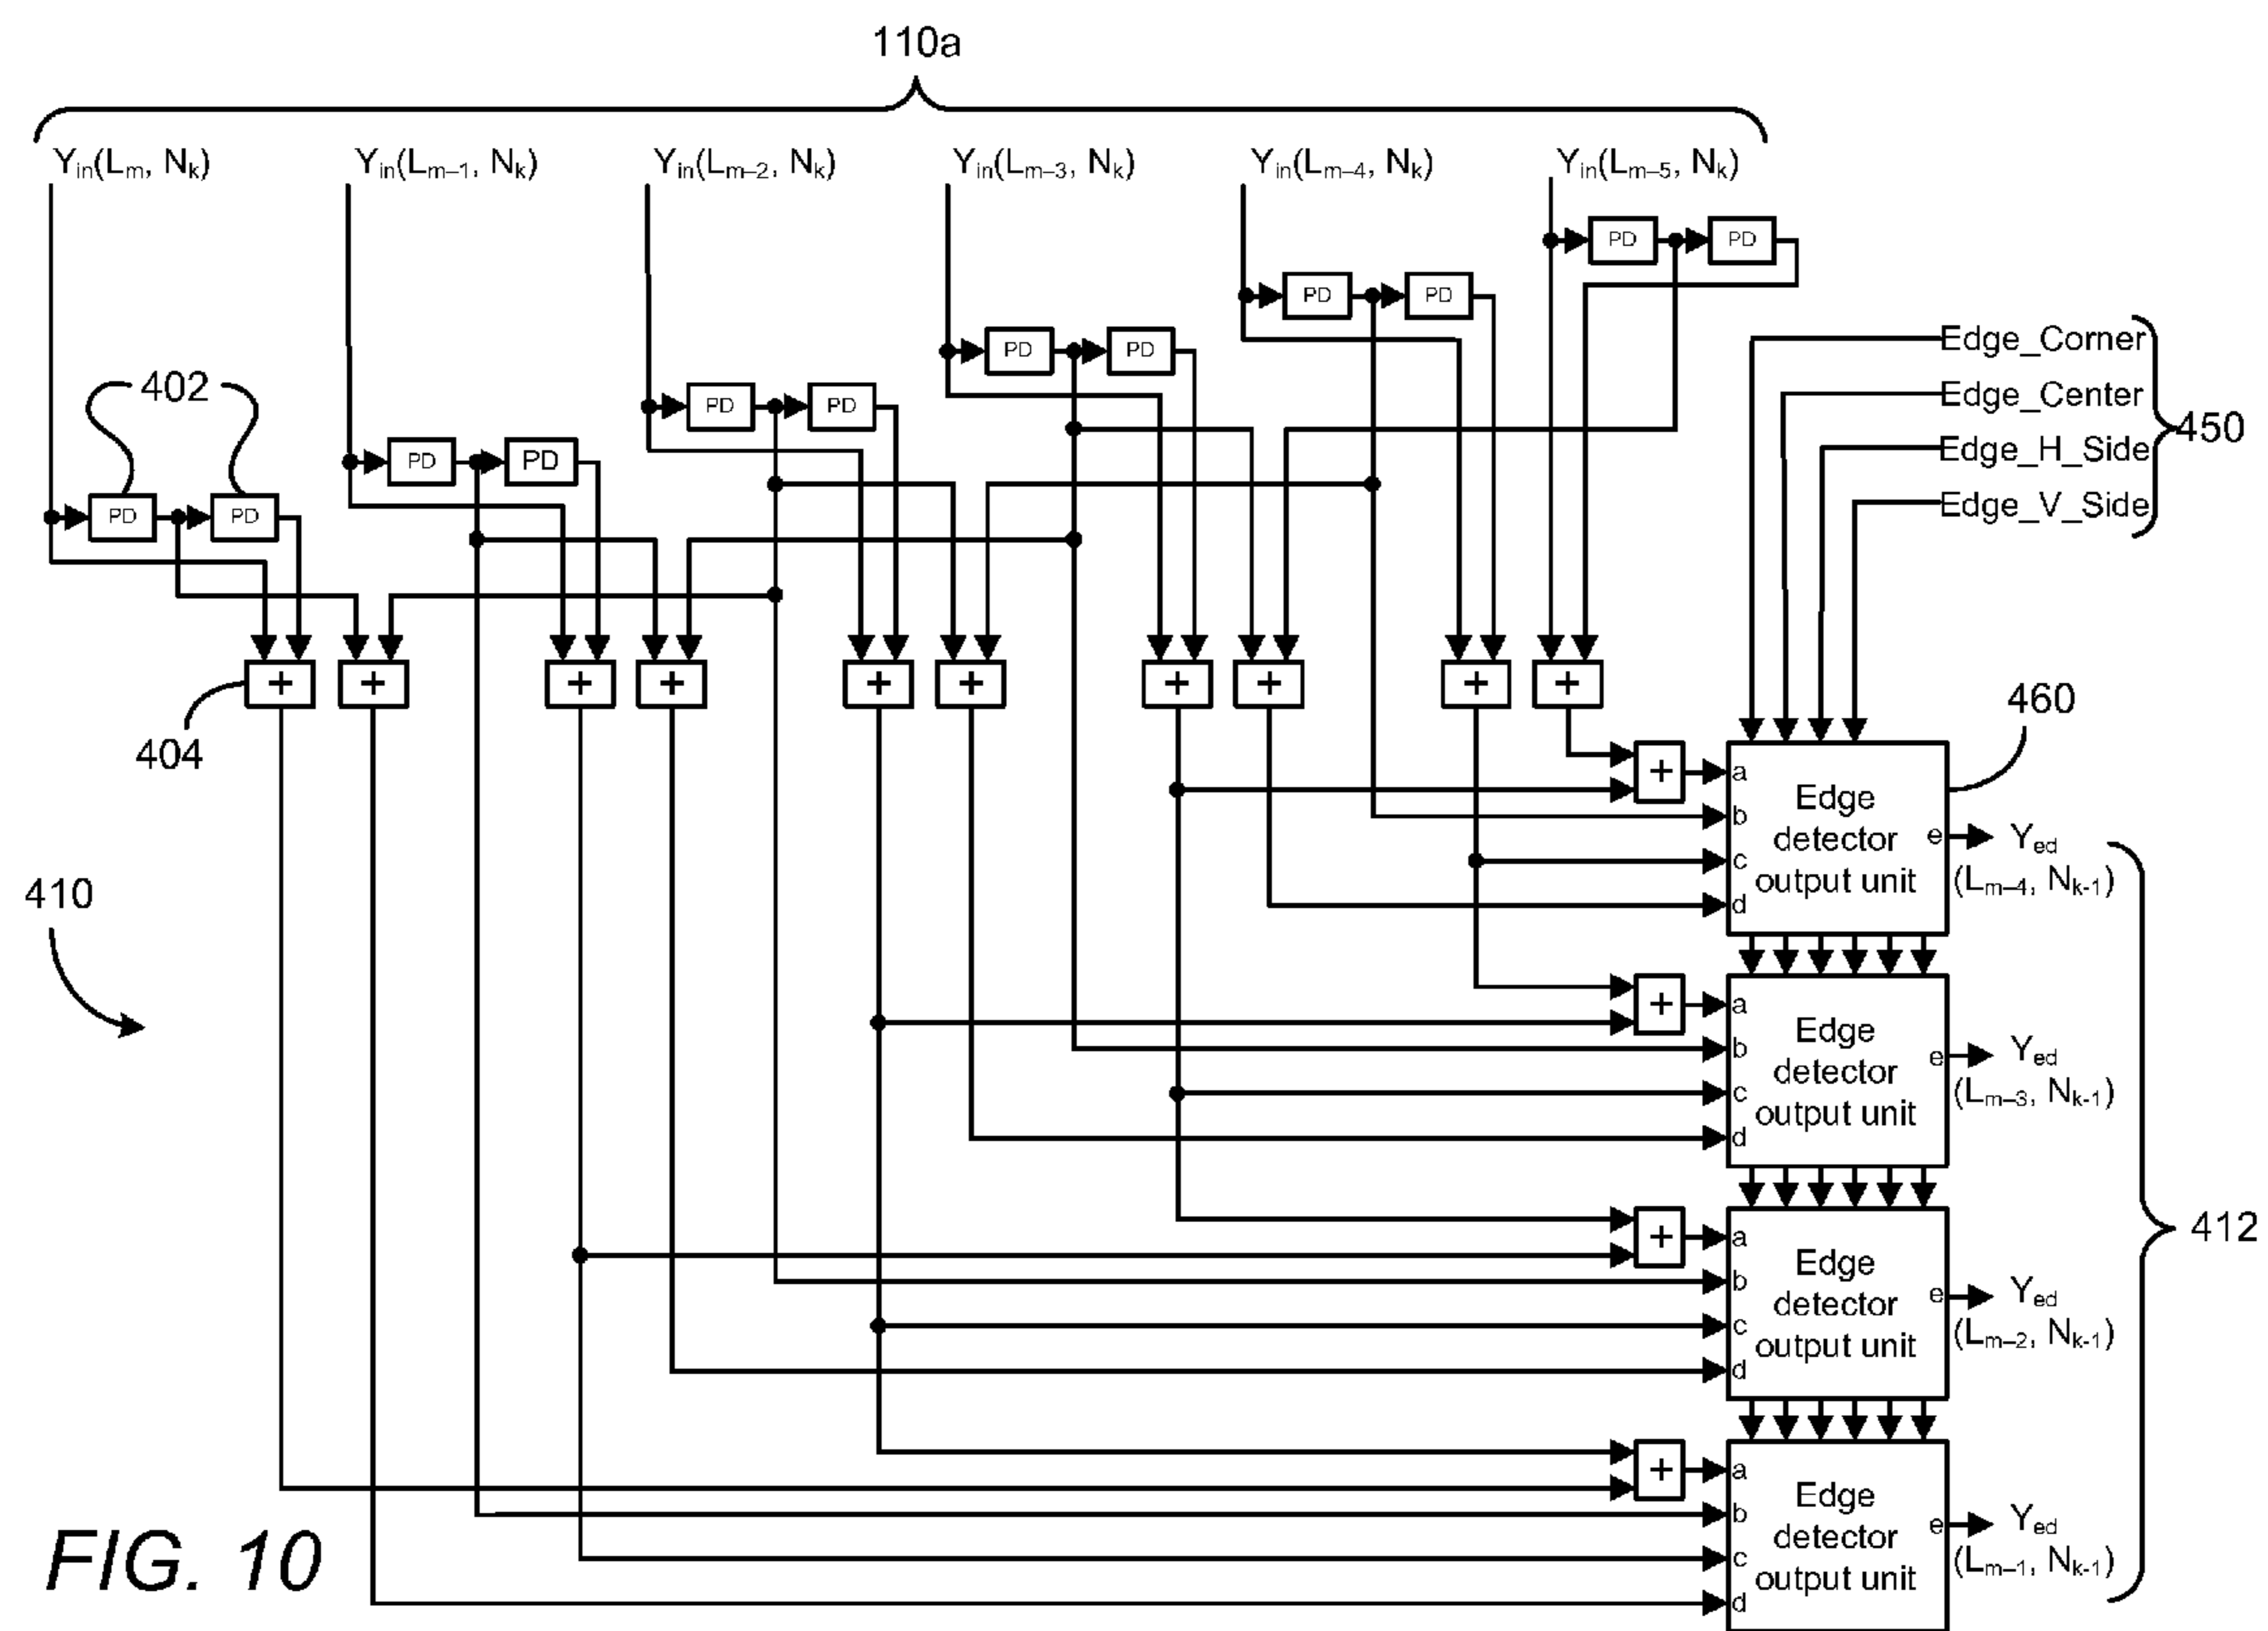 110a
Yin(Lm, Nk) Yin(Lm–1, Nk) Yin(Lm–2, Nk) Yin(Lm–3, Nk) Yin(Lm–4, Nk) Yin(Lm–5, Nk)
PD PD
PD PD
PD PD
PD PD
PD PD
PD PD
402
Edge_Corner
Edge_Center
Edge_H_Side
Edge_V_Side
450
+ + + + + + + + + +
404
460
+
a
b
c
d
Edge
detector
output unit
e
Yed
(Lm–4, Nk-1)
410
+
a
b
c
d
Edge
detector
output unit
e
Yed
(Lm–3, Nk-1)
412
+
a
b
c
d
Edge
detector
output unit
e
Yed
(Lm–2, Nk-1)
+
a
b
c
d
Edge
detector
output unit
e
Yed
(Lm–1, Nk-1)
FIG. 10